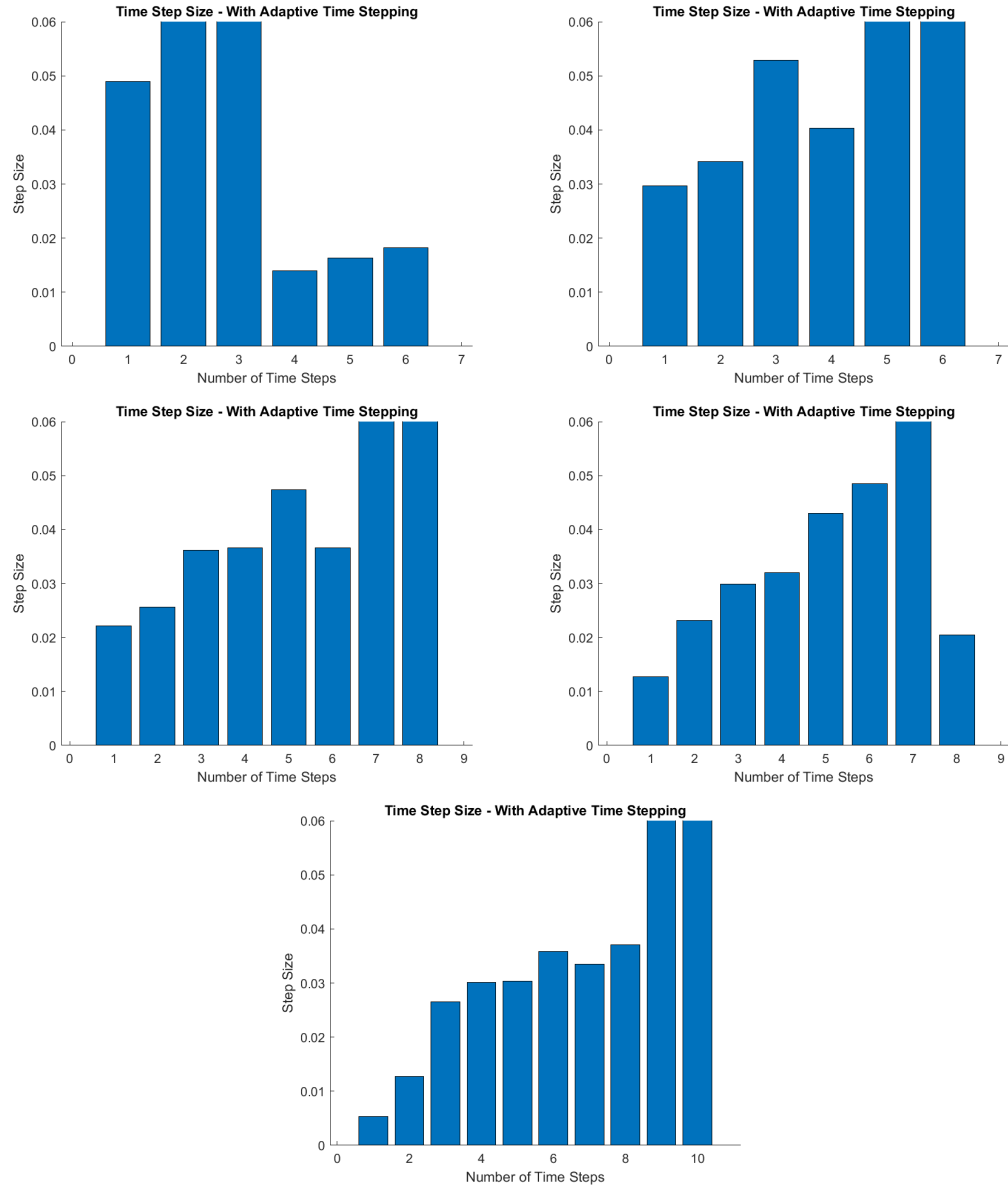 Time Step Size - With Adaptive Time Stepping
0.06
0.05
0.04
0.03
0.02
0.01
0
Step Size
0 1 2 3 4 5 6 7
Number of Time Steps
Time Step Size - With Adaptive Time Stepping
0.06
0.05
0.04
0.03
0.02
0.01
0
Step Size
0 1 2 3 4 5 6 7
Number of Time Steps
Time Step Size - With Adaptive Time Stepping
0.06
0.05
0.04
0.03
0.02
0.01
0
Step Size
0 1 2 3 4 5 6 7 8 9
Number of Time Steps
Time Step Size - With Adaptive Time Stepping
0.06
0.05
0.04
0.03
0.02
0.01
0
Step Size
0 1 2 3 4 5 6 7 8 9
Number of Time Steps
Time Step Size - With Adaptive Time Stepping
0.06
0.05
0.04
0.03
0.02
0.01
0
Step Size
0 2 4 6 8 10
Number of Time Steps